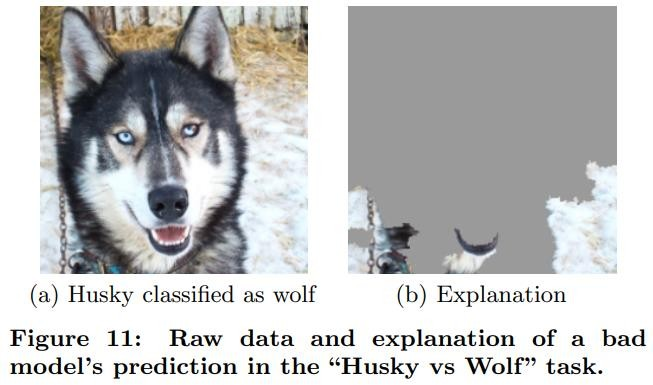 (a) Husky classified as wolf
(b) Explanation
Figure 11: Raw data and explanation of a bad
model's prediction in the “Husky vs Wolf” task.